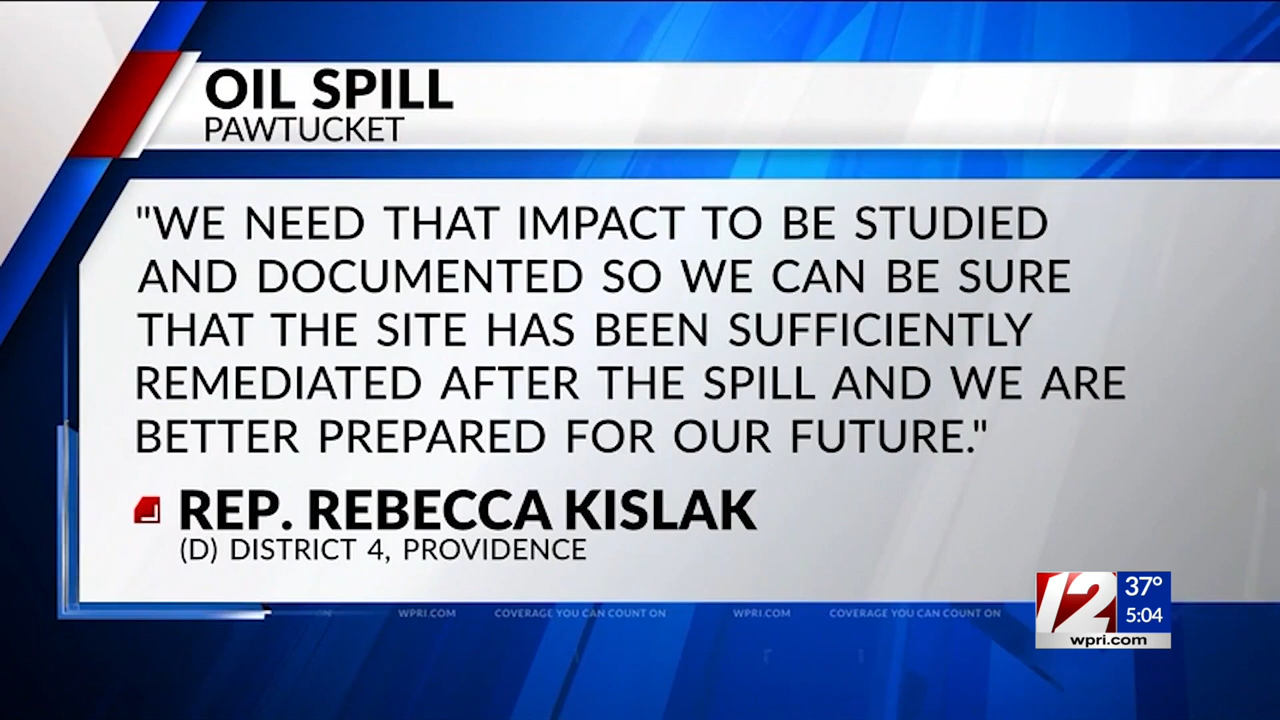 OIL SPILL
PAWTUCKET
"WE NEED THAT IMPACT TO BE STUDIED
AND DOCUMENTED SO WE CAN BE SURE
THAT THE SITE HAS BEEN SUFFICIENTLY
REMEDIATED AFTER THE SPILL AND WE ARE
BETTER PREPARED FOR OUR FUTURE."
REP. REBECCA KISLAK
(D) DISTRICT 4, PROVIDENCE
WPRI.COM COVERAGE YOU CAN COUNT ON WPRI.COM COVERAGE YOU CAN COUNT ON
12 37°
5:04
wpri.com